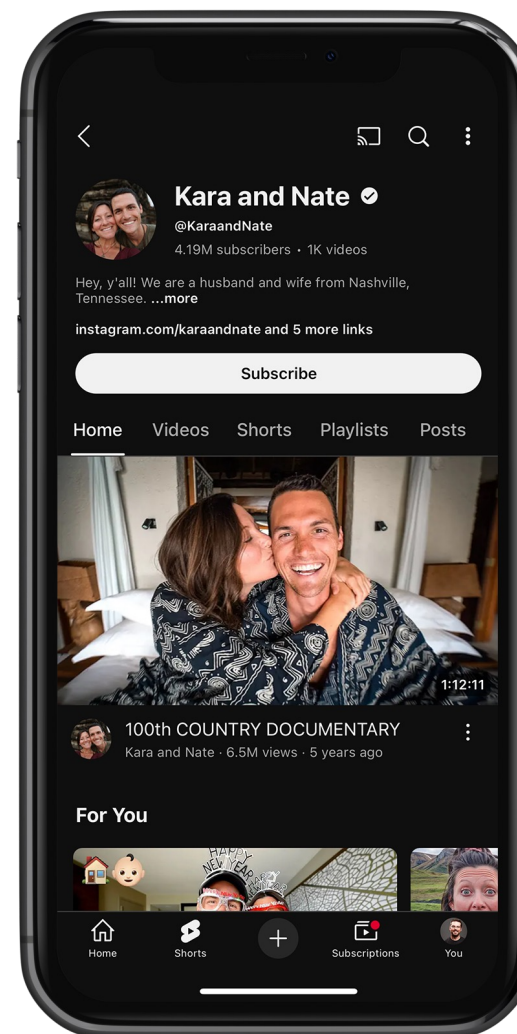 Kara and Nate
@KaraandNate
4.19M subscribers • 1K videos
Hey, y'all! We are a husband and wife from Nashville,
Tennessee. ...more
instagram.com/karaandnate and 5 more links
Subscribe
Home Videos Shorts Playlists Posts
1:12:11
100th COUNTRY DOCUMENTARY
Kara and Nate · 6.5M views · 5 years ago
For You
HAPPY
NEW YEAR
HAPPY
Home Shorts Subscriptions You